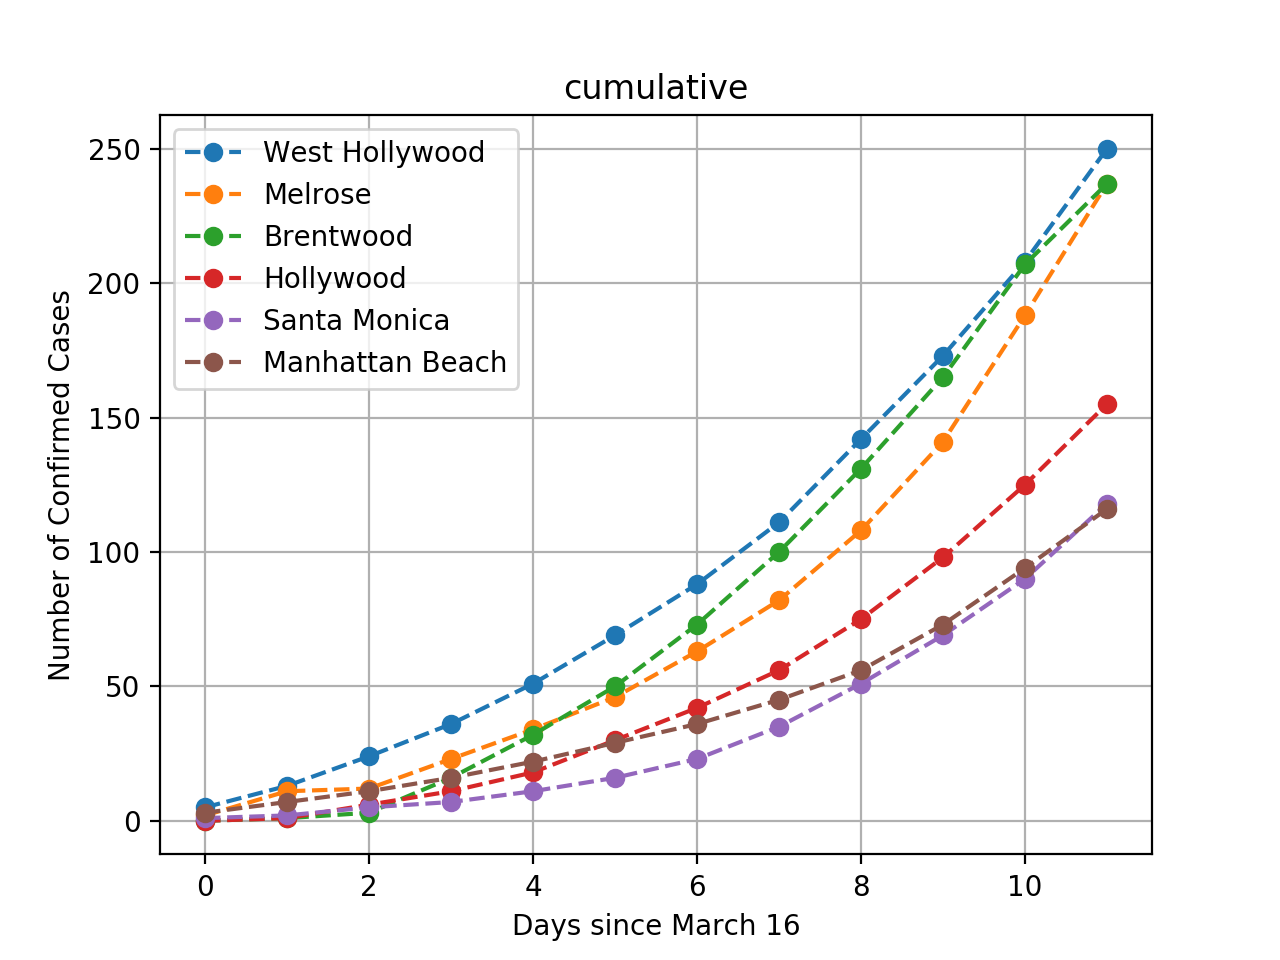 cumulative
250
200
150
100
50
0
Number of Confirmed Cases
West Hollywood
Melrose
Brentwood
Hollywood
Santa Monica
Manhattan Beach
0 2 4 6 8 10
Days since March 16